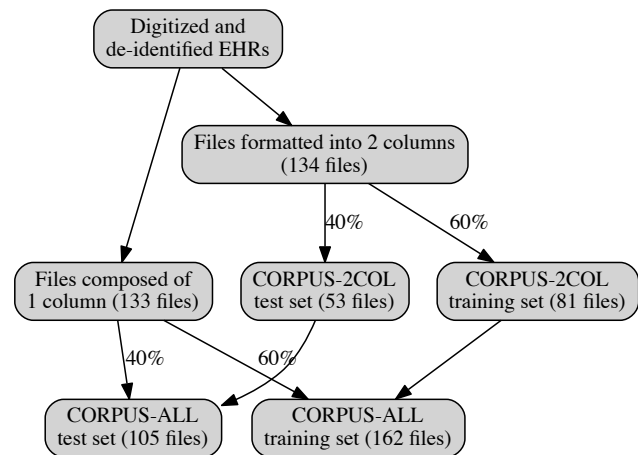 Digitized and
de-identified EHRs
Files formatted into 2 columns
(134 files)
40%
60%
Files composed of
1 column (133 files)
CORPUS-2COL
test set (53 files)
CORPUS-2COL
training set (81 files)
40%
60%
CORPUS-ALL
test set (105 files)
CORPUS-ALL
training set (162 files)